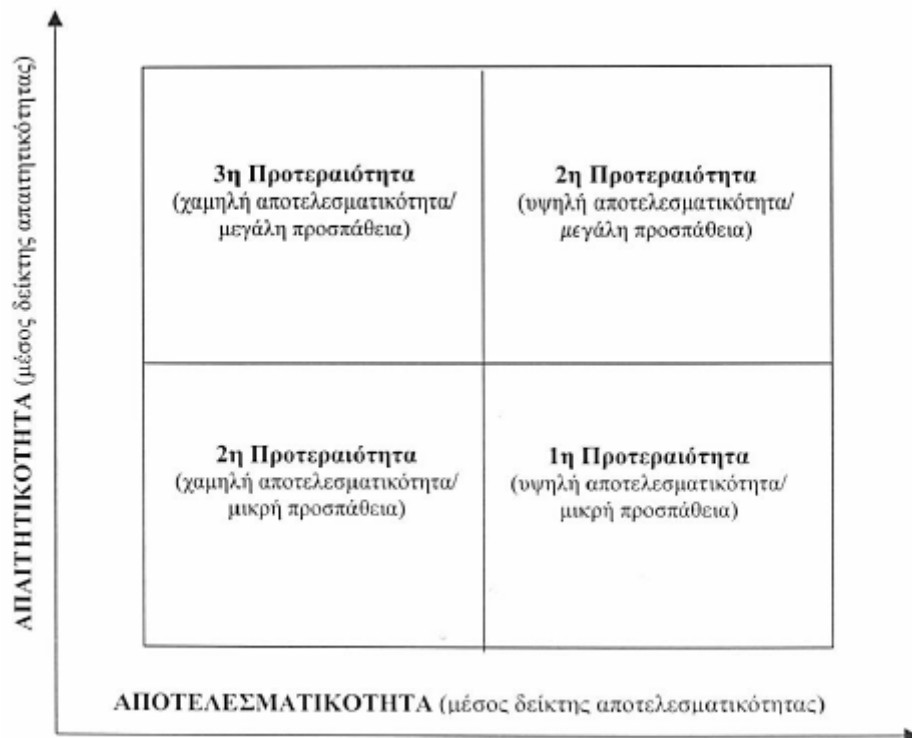 ΑΠΑΙΤΗΤΙΚΟΤΗΤΑ (μέσος δείκτης απαιτητικότητας)
3η Προτεραιότητα
(χαμηλή αποτελεσματικότητα/
μεγάλη προσπάθεια)
2η Προτεραιότητα
(υψηλή αποτελεσματικότητα/
μεγάλη προσπάθεια)
2η Προτεραιότητα
(χαμηλή αποτελεσματικότητα/
μικρή προσπάθεια)
1η Προτεραιότητα
(υψηλή αποτελεσματικότητα/
μικρή προσπάθεια)
ΑΠΟΤΕΛΕΣΜΑΤΙΚΟΤΗΤΑ (μέσος δείκτης αποτελεσματικότητας)